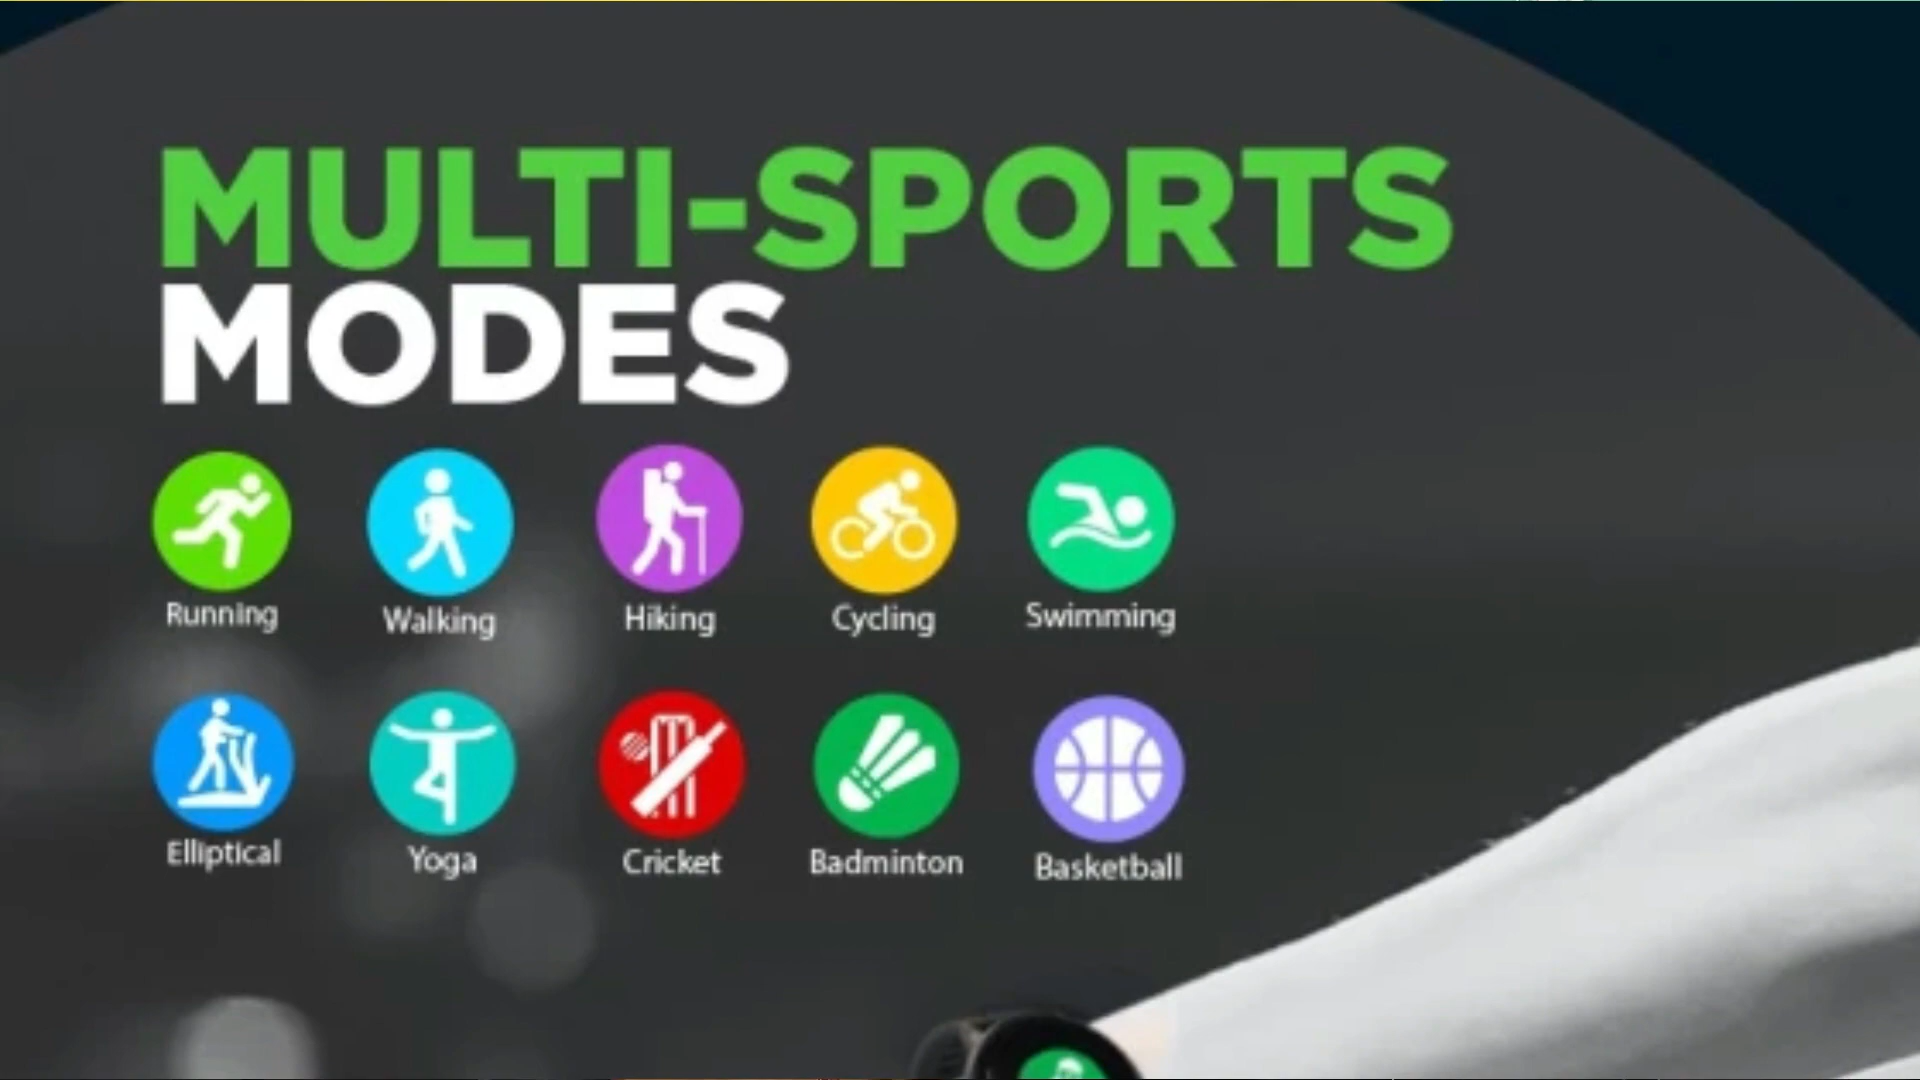 MULTI-SPORTS
MODES
Running Walking Hiking Cycling Swimming
Elliptical Yoga Cricket Badminton Basketball